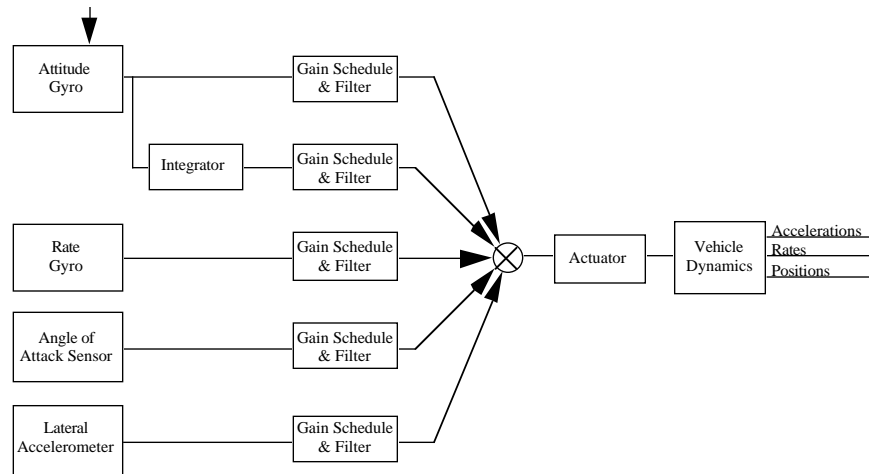 Attitude
Gyro
Gain Schedule
& Filter
Integrator
Gain Schedule
& Filter
Rate
Gyro
Gain Schedule
& Filter
Actuator
Vehicle
Dynamics
Accelerations
Rates
Positions
Angle of
Attack Sensor
Gain Schedule
& Filter
Lateral
Accelerometer
Gain Schedule
& Filter